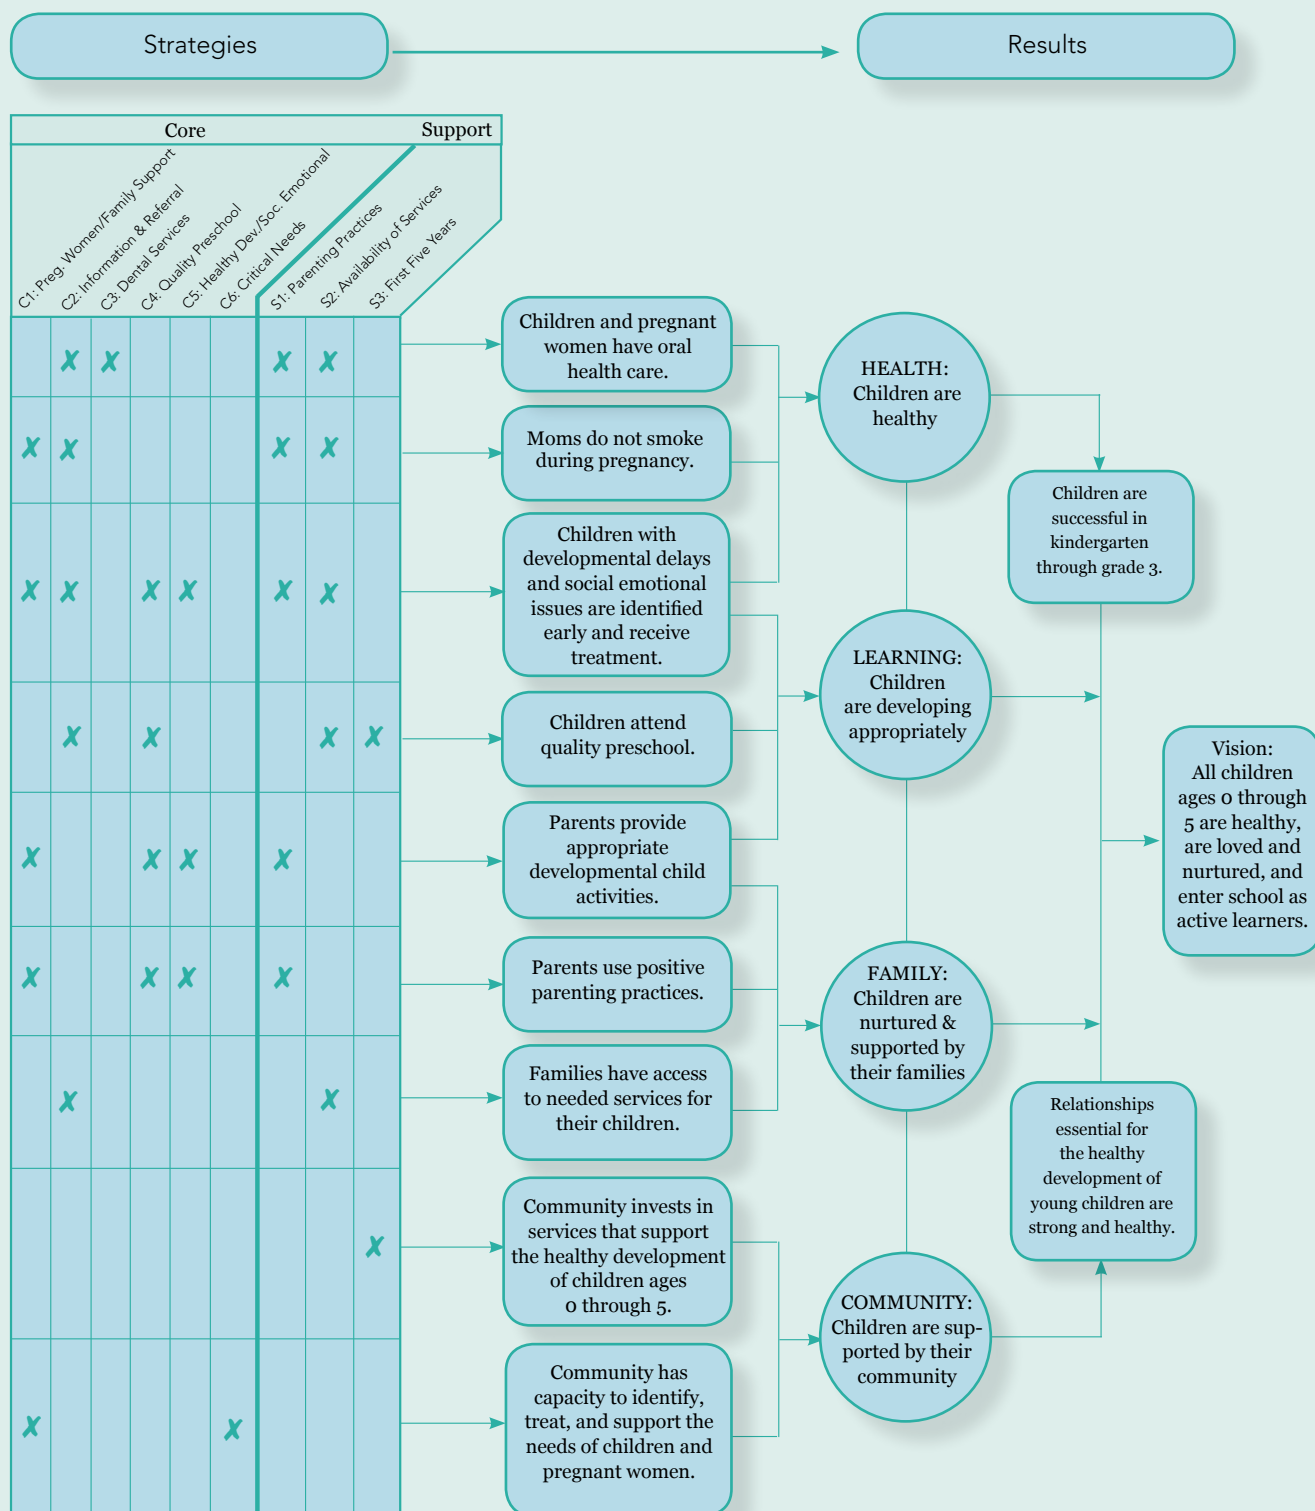 Strategies
Results
Core
Support
C1: Preg. Women/Family Support
C2: Information & Referral
C3: Dental Services
C4: Quality Preschool
C5: Healthy Dev./Soc. Emotional
C6: Critical Needs
S1: Parenting Practices
S2: Availability of Services
S3: First Five Years
✗ ✗ ✗ ✗
✗ ✗ ✗ ✗
✗ ✗ ✗ ✗ ✗ ✗
✗ ✗ ✗ ✗
✗ ✗ ✗ ✗
✗ ✗ ✗ ✗
✗ ✗
✗
✗ ✗
Children and pregnant
women have oral
health care.
Moms do not smoke
during pregnancy.
Children with
developmental delays
and social emotional
issues are identified
early and receive
treatment.
Children attend
quality preschool.
Parents provide
appropriate
developmental child
activities.
Parents use positive
parenting practices.
Families have access
to needed services for
their children.
Community invests in
services that support
the healthy development
of children ages
0 through 5.
Community has
capacity to identify,
treat, and support the
needs of children and
pregnant women.
HEALTH:
Children are
healthy
LEARNING:
Children
are developing
appropriately
FAMILY:
Children are
nurtured &
supported by
their families
COMMUNITY:
Children are sup-
ported by their
community
Children are
successful in
kindergarten
through grade 3.
Relationships
essential for
the healthy
development of
young children are
strong and healthy.
Vision:
All children
ages 0 through
5 are healthy,
are loved and
nurtured, and
enter school as
active learners.